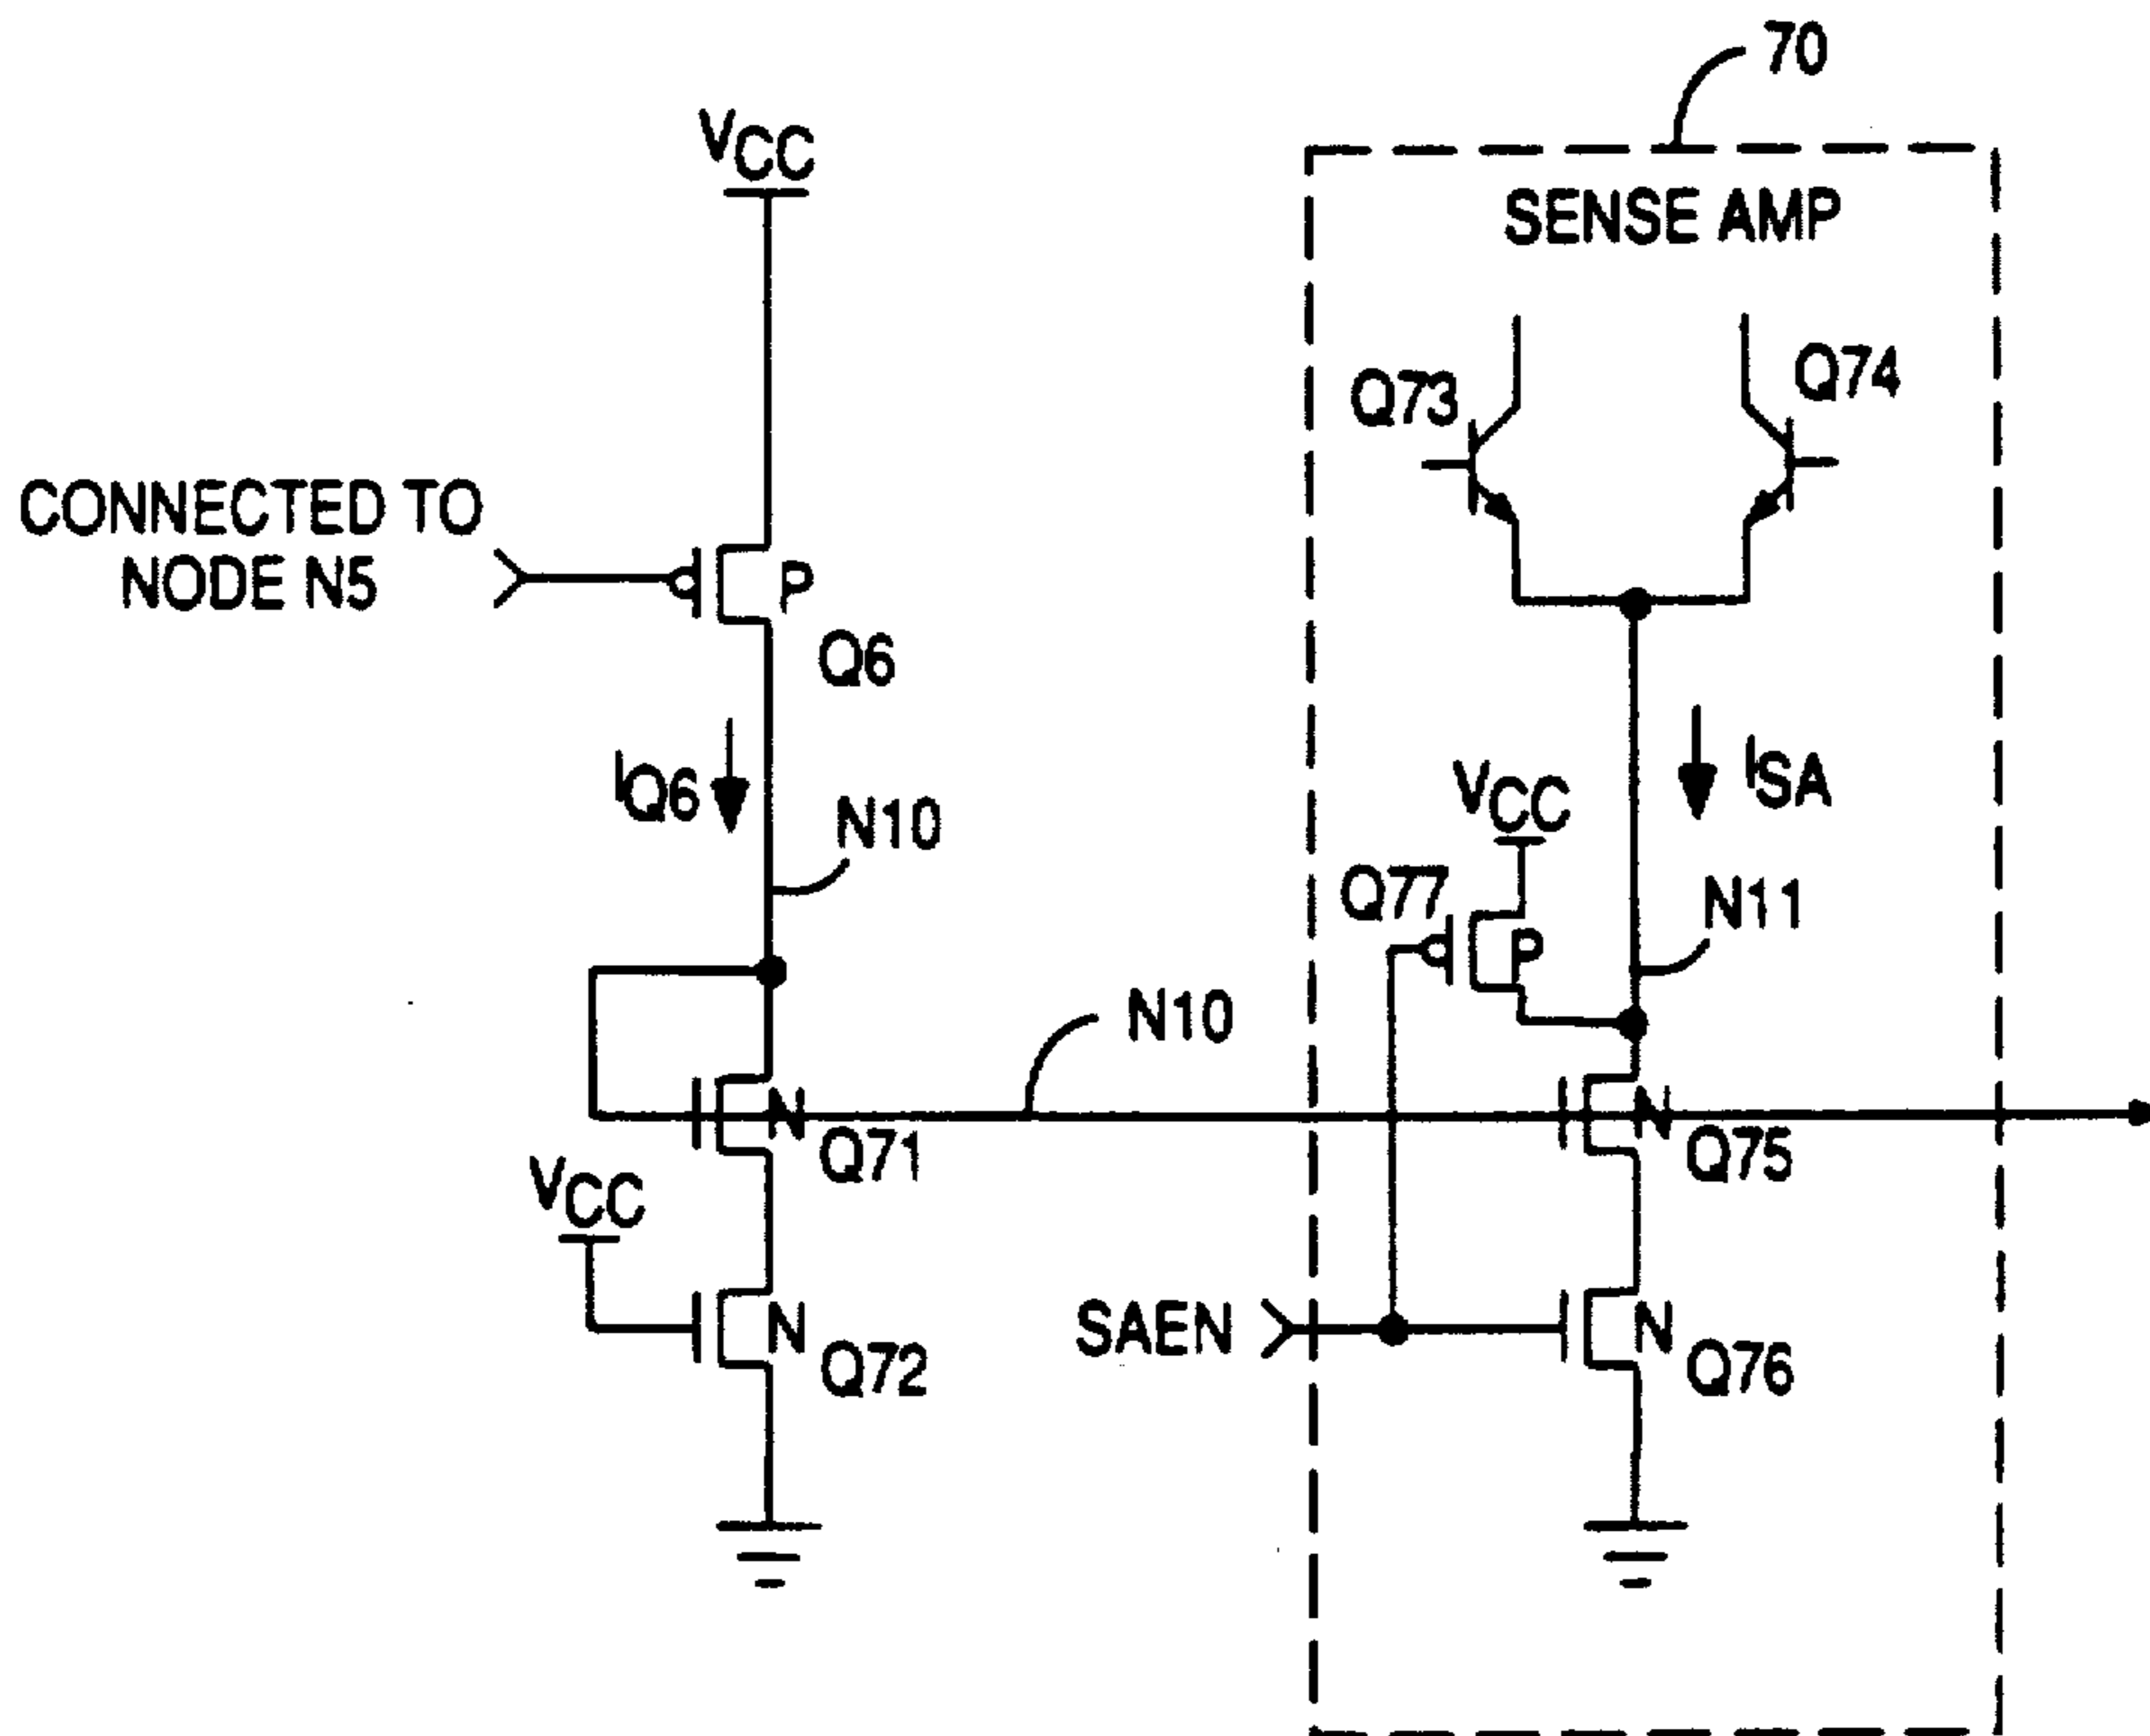 70
VCC
SENSE AMP
Q73
Q74
CONNECTED TO
NODE N5
P
Q6
IQ6
N10
VCC
ISA
Q77
P
N11
N10
N
Q71
N
Q75
VCC
SAEN
N
Q72
N
Q76